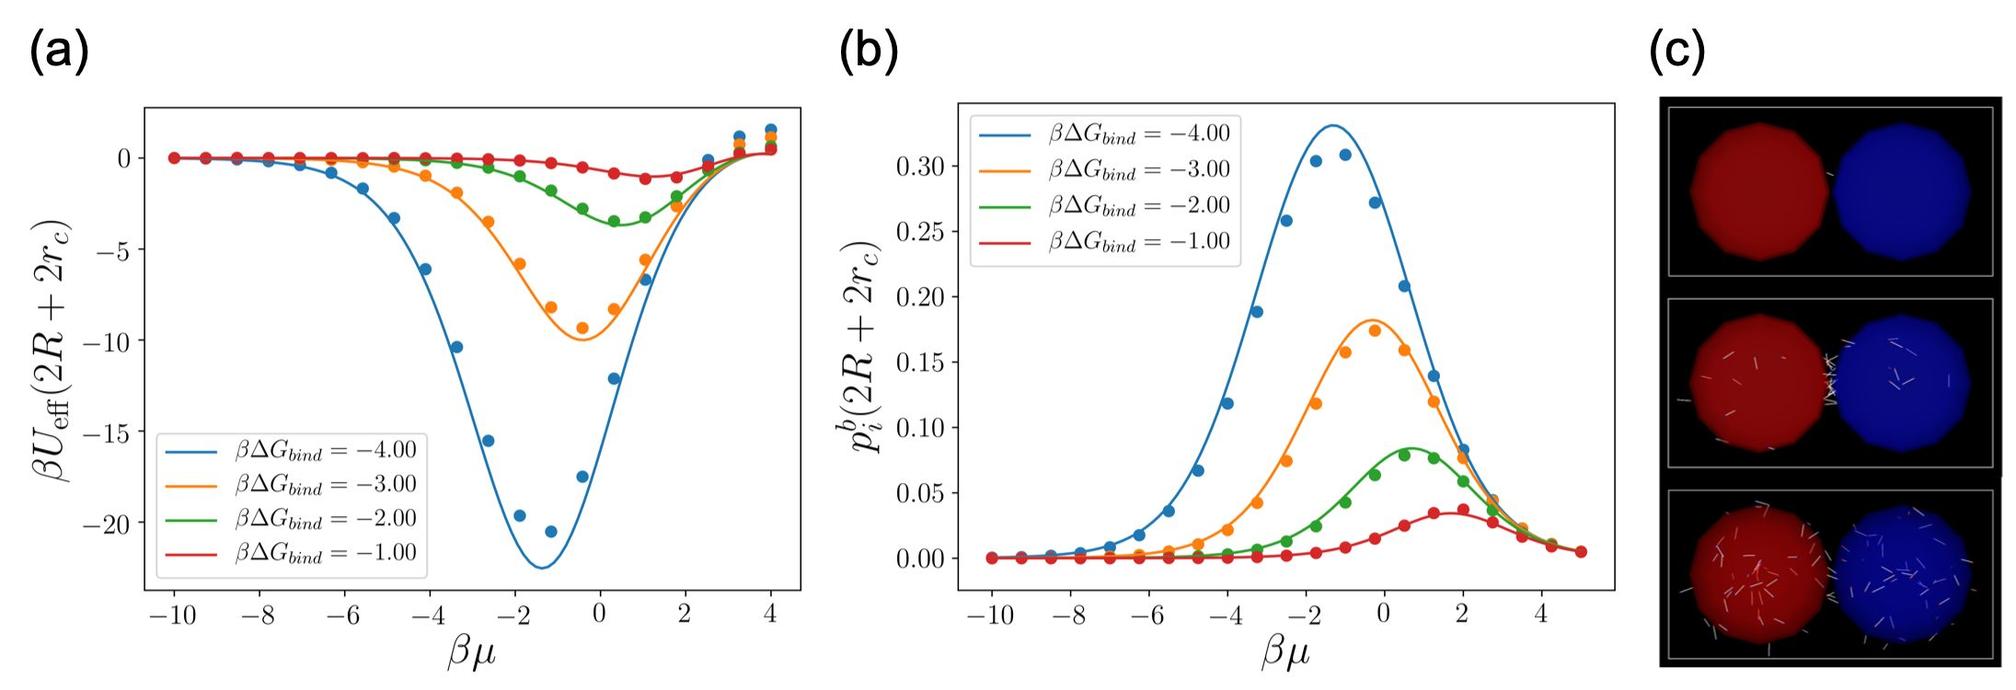 (a)
0
−5
−10
−15
−20
βU_eff(2R + 2r_c)
βΔG_bind = −4.00
βΔG_bind = −3.00
βΔG_bind = −2.00
βΔG_bind = −1.00
−10 −8 −6 −4 −2 0 2 4
βμ
(b)
0.30
0.25
0.20
0.15
0.10
0.05
0.00
p_i^b(2R + 2r_c)
βΔG_bind = −4.00
βΔG_bind = −3.00
βΔG_bind = −2.00
βΔG_bind = −1.00
−10 −8 −6 −4 −2 0 2 4
βμ
(c)